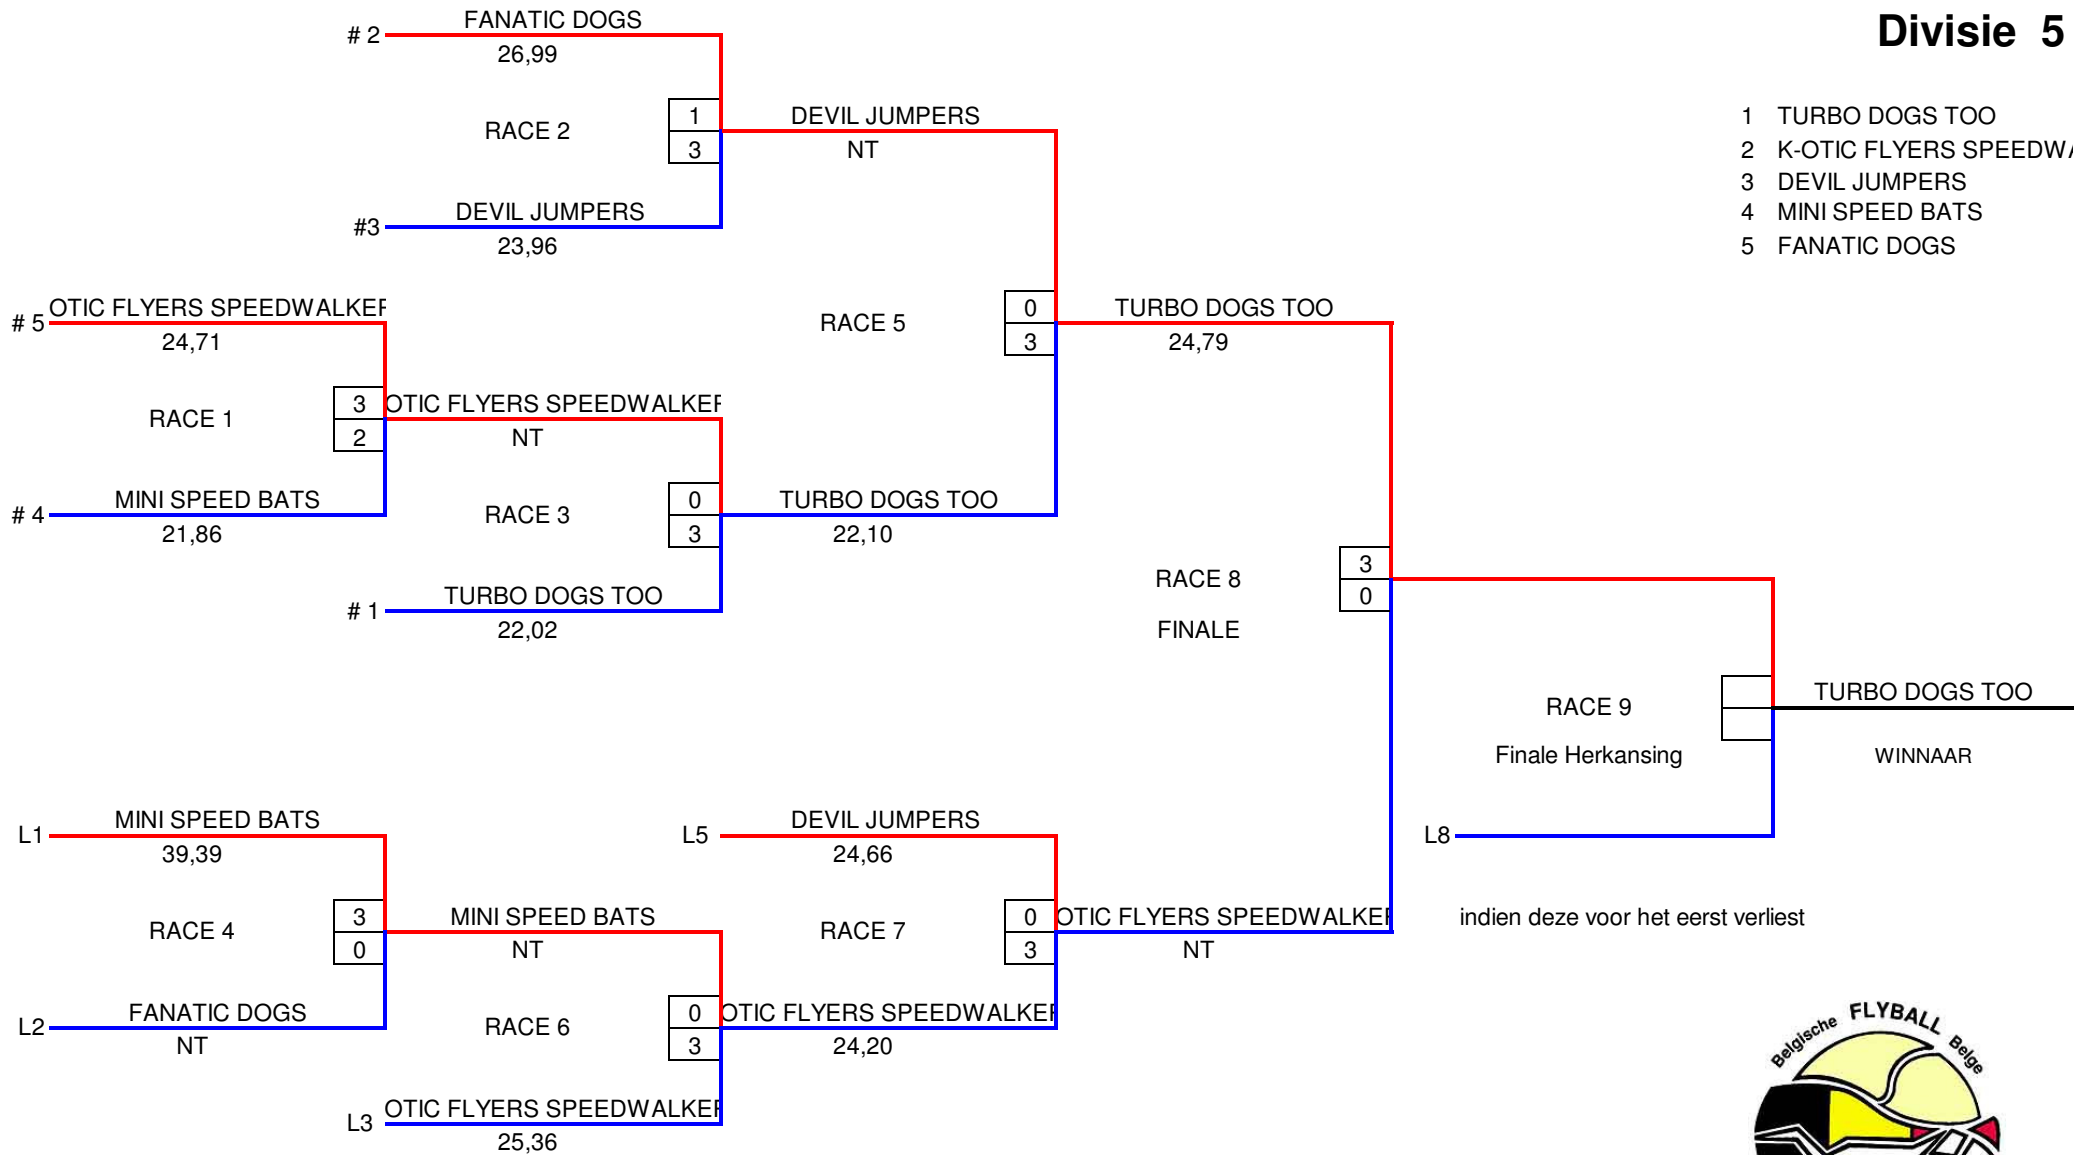 Divisie 5
FANATIC DOGS
# 2
26,99
RACE 2
1
3
DEVIL JUMPERS
NT
DEVIL JUMPERS
#3
23,96
1 TURBO DOGS TOO
2 K-OTIC FLYERS SPEEDWA
3 DEVIL JUMPERS
4 MINI SPEED BATS
5 FANATIC DOGS
OTIC FLYERS SPEEDWALKER
# 5
24,71
RACE 1
3
2
OTIC FLYERS SPEEDWALKER
NT
MINI SPEED BATS
# 4
21,86
RACE 3
0
3
TURBO DOGS TOO
22,10
TURBO DOGS TOO
# 1
22,02
RACE 5
0
3
TURBO DOGS TOO
24,79
RACE 8
3
0
FINALE
RACE 9
Finale Herkansing
TURBO DOGS TOO
WINNAAR
L8
indien deze voor het eerst verliest
MINI SPEED BATS
L1
39,39
RACE 4
3
0
MINI SPEED BATS
NT
FANATIC DOGS
L2
NT
RACE 6
0
3
OTIC FLYERS SPEEDWALKER
24,20
OTIC FLYERS SPEEDWALKER
L3
25,36
DEVIL JUMPERS
L5
24,66
RACE 7
0
3
OTIC FLYERS SPEEDWALKER
NT
Belgische FLYBALL Belge